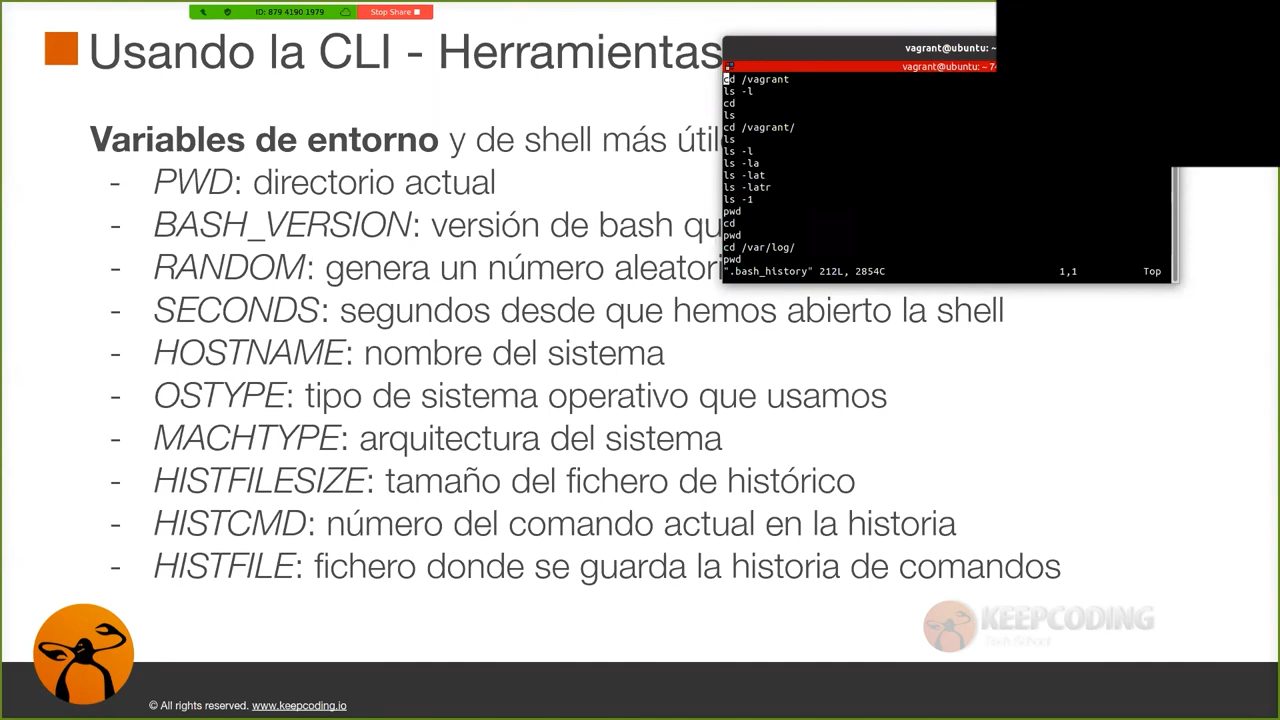 ID: 879 4190 1979
Stop Share
Usando la CLI - Herramientas
Variables de entorno y de shell más
- PWD: directorio actual
- BASH_VERSION: versión de bash
- RANDOM: genera un número
- SECONDS: segundos desde que hemos abierto la shell
- HOSTNAME: nombre del sistema
- OSTYPE: tipo de sistema operativo que usamos
- MACHTYPE: arquitectura del sistema
- HISTFILESIZE: tamaño del fichero de histórico
- HISTCMD: número del comando actual en la historia
- HISTFILE: fichero donde se guarda la historia de comandos
vagrant@ubuntu: ~
vagrant@ubuntu: ~
cd /vagrant
ls -l
cd
ls
cd /vagrant/
ls
ls -l
ls -la
ls -lat
ls -latr
ls -1
pwd
cd
pwd
cd /var/log/
pwd
".bash_history" 212L, 2854C 1,1 Top
KEEPCODING
Tech School
© All rights reserved. www.keepcoding.io